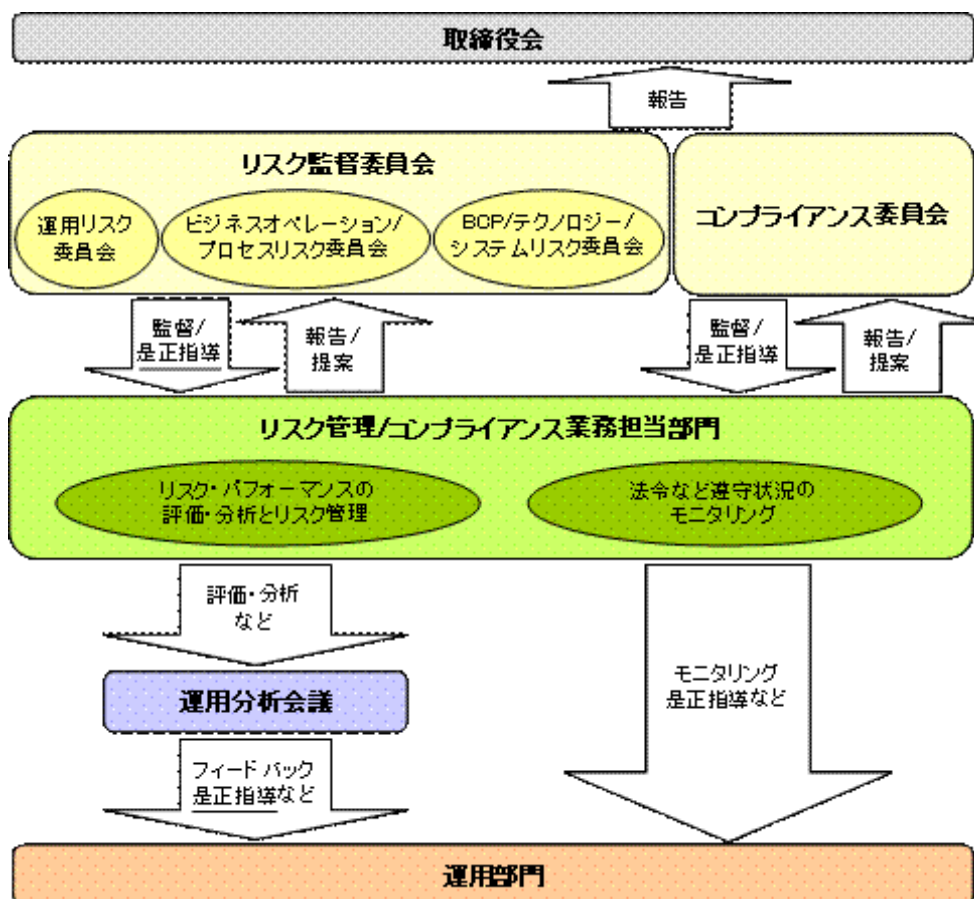 取締役会
報告
リスク監督委員会
運用リスク
委員会
ビジネスオペレーション/
プロセスリスク委員会
BCP/テクノロジー/
システムリスク委員会
コンプライアンス委員会
監督/
是正指導
報告/
提案
監督/
是正指導
報告/
提案
リスク管理/コンプライアンス業務担当部門
リスク・パフォーマンスの
評価・分析とリスク管理
法令など遵守状況の
モニタリング
評価・分析
など
運用分析会議
モニタリング
是正指導など
フィードバック
是正指導など
運用部門